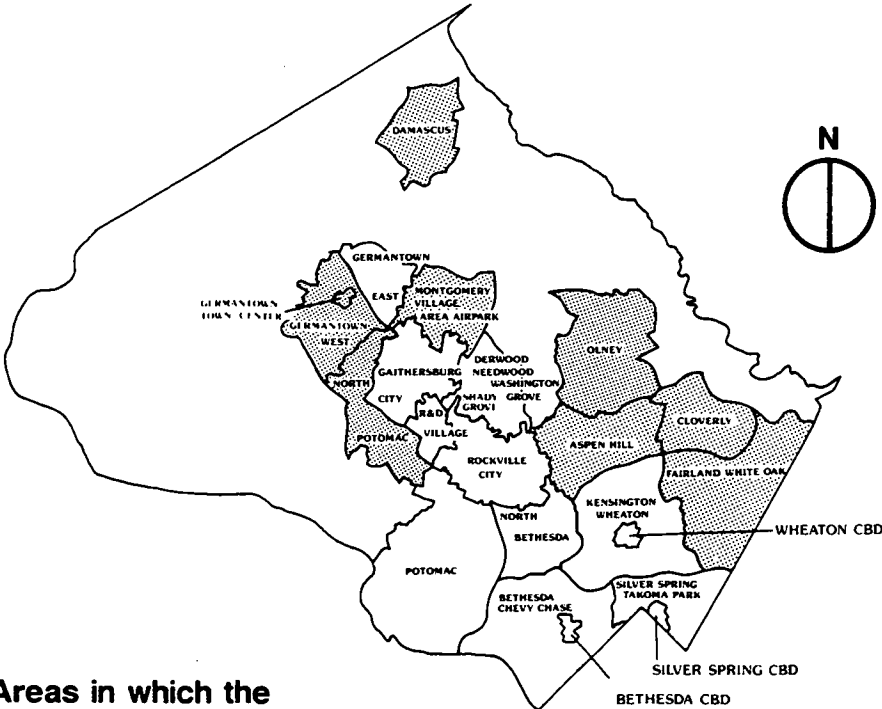 N
DAMASCUS
GERMANTOWN
EAST
MONTGOMERY
VILLAGE
AREA AIRPARK
GERMANTOWN
TOWN CENTER
GERMANTOWN
WEST
NORTH
POTOMAC
GAITHERSBURG
CITY
DERWOOD
NEEDWOOD
WASHINGTON
GROVE
SHADY
GROVE
R&D
VILLAGE
ROCKVILLE
CITY
OLNEY
ASPEN HILL
CLOVERLY
FAIRLAND WHITE OAK
KENSINGTON
WHEATON
WHEATON CBD
NORTH
BETHESDA
POTOMAC
BETHESDA
CHEVY CHASE
SILVER SPRING
TAKOMA PARK
SILVER SPRING CBD
BETHESDA CBD
Areas in which the